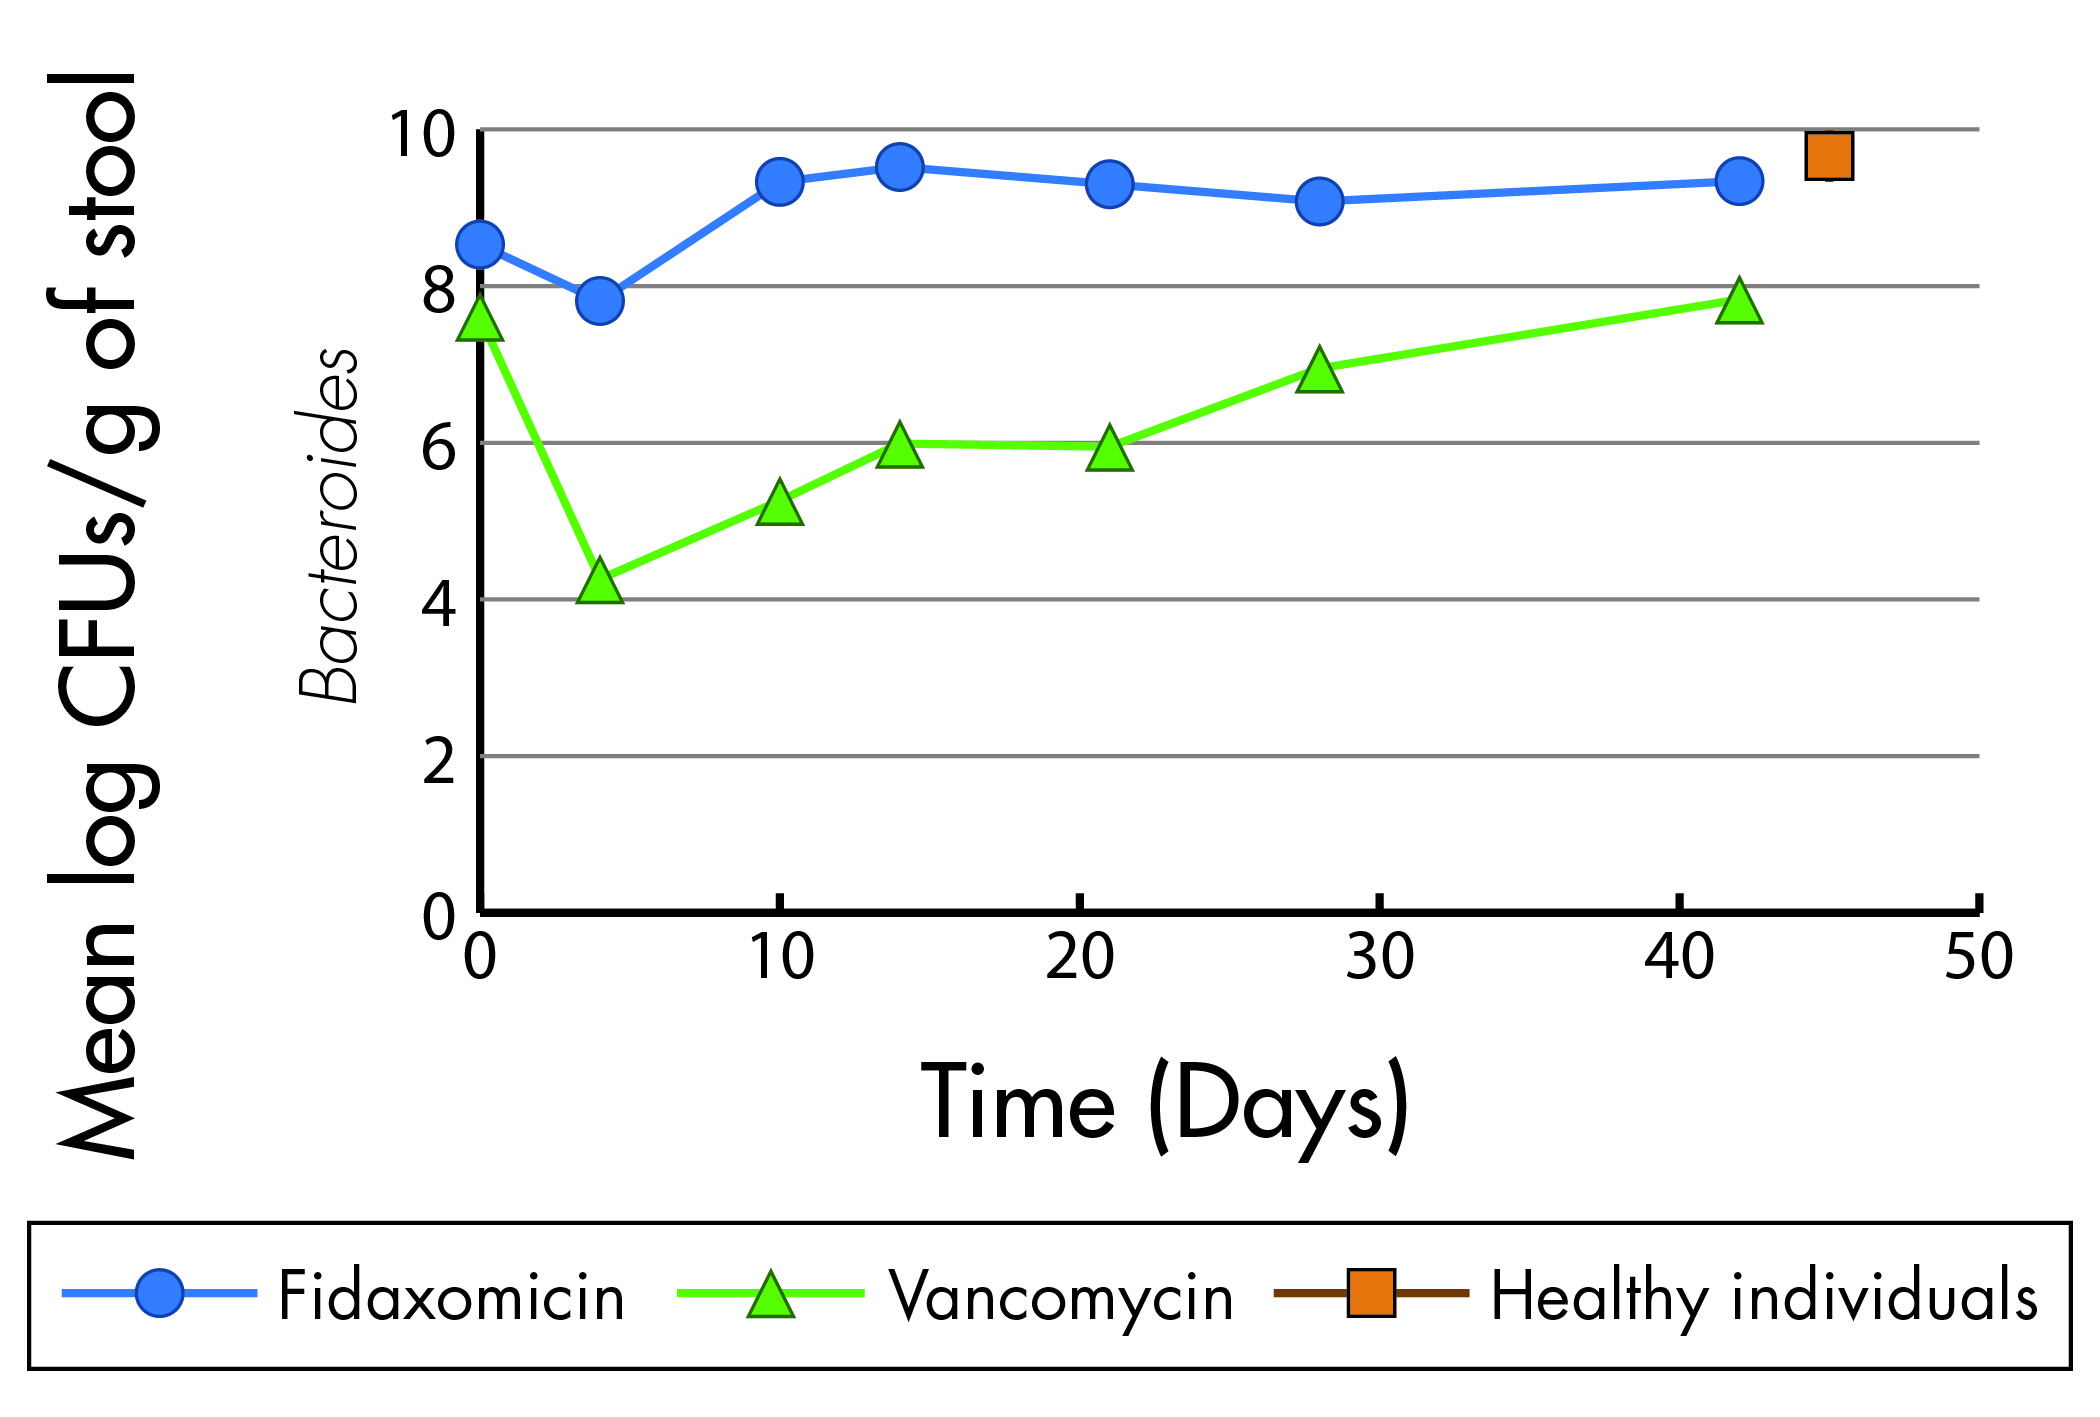 Mean log CFUs/g of stool
Bacteroides
10
8
6
4
2
0
0 10 20 30 40 50
Time (Days)
Fidaxomicin Vancomycin Healthy individuals